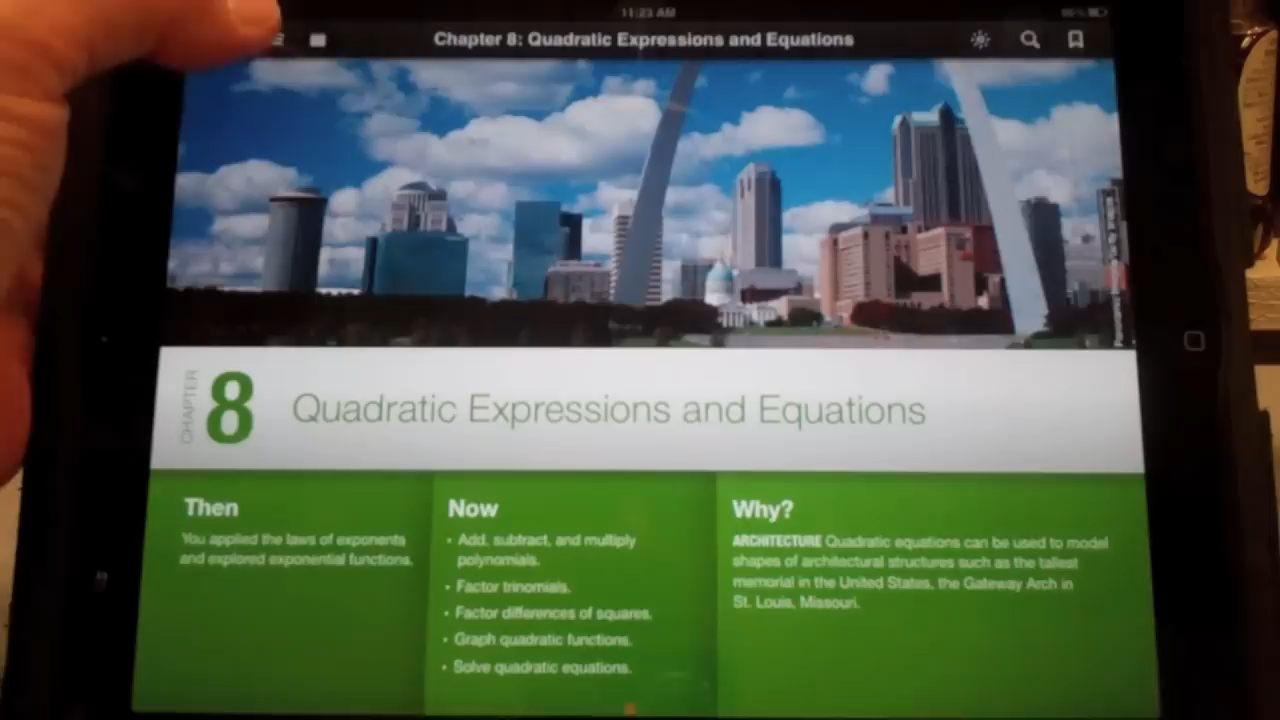 11:23 AM
Chapter 8: Quadratic Expressions and Equations
CHAPTER 8 Quadratic Expressions and Equations
Then
You applied the laws of exponents
and explored exponential functions.
Now
• Add, subtract, and multiply
polynomials.
• Factor trinomials.
• Factor differences of squares.
• Graph quadratic functions.
• Solve quadratic equations.
Why?
ARCHITECTURE Quadratic equations can be used to model
shapes of architectural structures such as the tallest
memorial in the United States, the Gateway Arch in
St. Louis, Missouri.